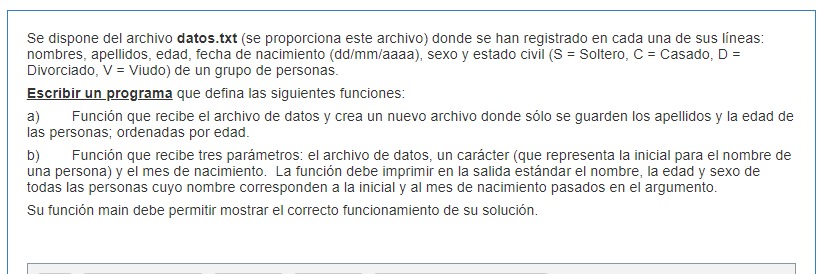 Se dispone del archivo datos.txt (se proporciona este archivo) donde se han registrado en cada una de sus líneas:
nombres, apellidos, edad, fecha de nacimiento (dd/mm/aaaa), sexo y estado civil (S = Soltero, C = Casado, D =
Divorciado, V = Viudo) de un grupo de personas.
Escribir un programa que defina las siguientes funciones:
a) Función que recibe el archivo de datos y crea un nuevo archivo donde sólo se guarden los apellidos y la edad de
las personas; ordenadas por edad.
b) Función que recibe tres parámetros: el archivo de datos, un carácter (que representa la inicial para el nombre de
una persona) y el mes de nacimiento. La función debe imprimir en la salida estándar el nombre, la edad y sexo de
todas las personas cuyo nombre corresponden a la inicial y al mes de nacimiento pasados en el argumento.
Su función main debe permitir mostrar el correcto funcionamiento de su solución.